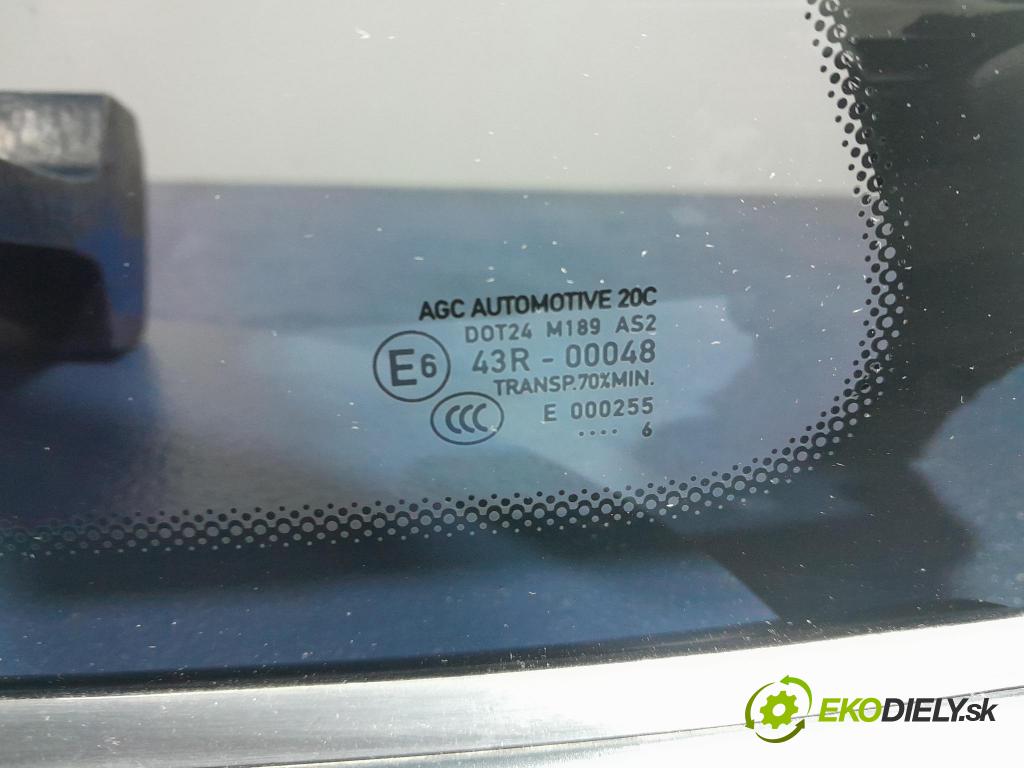 AGC AUTOMOTIVE 20C
DOT24 M189 AS2
E6 43R - 00048
TRANSP.70%MIN.
CCC E 000255
.... 6
EKODIELY.sk